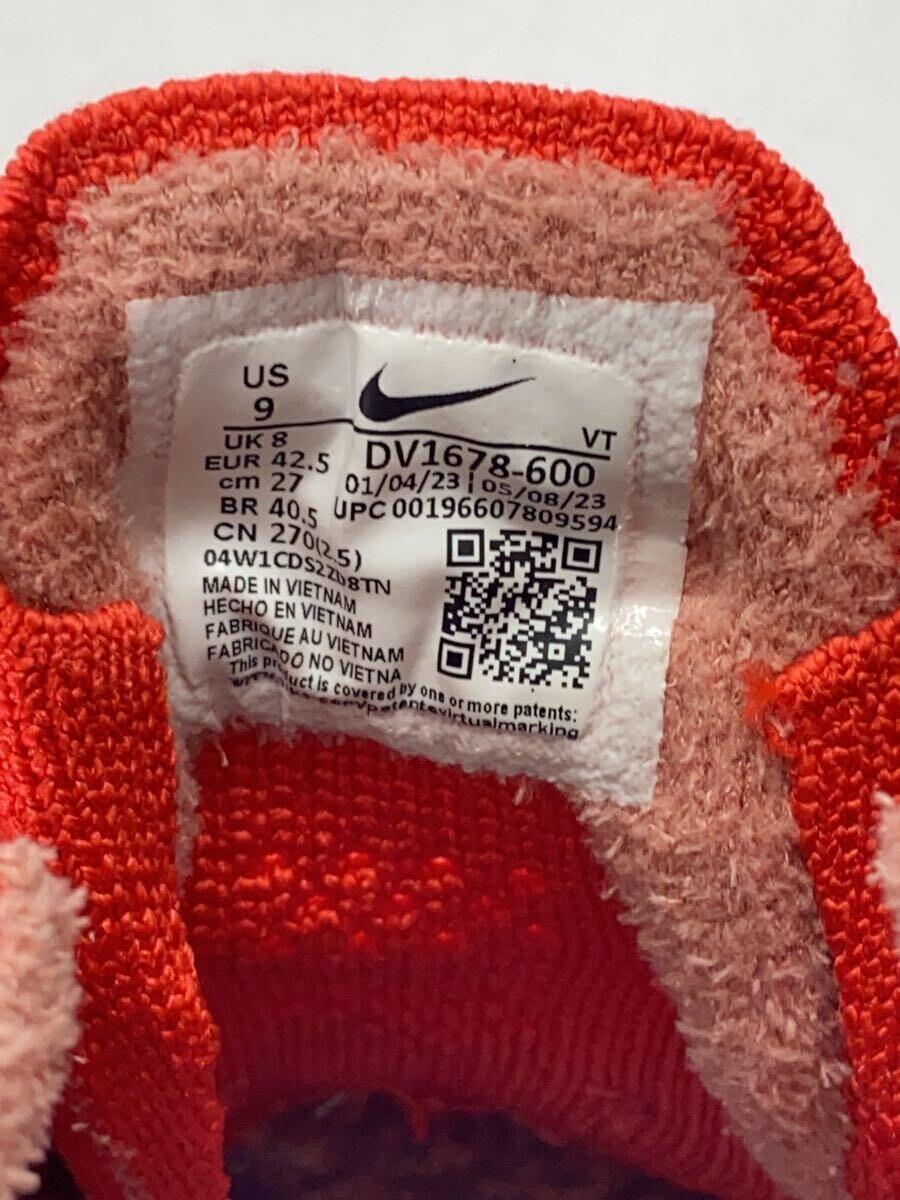 US
9
VT
UK 8
EUR 42.5
cm 27
BR 40.5
CN 270(2.5)
DV1678-600
01/04/23 | 05/08/23
UPC 00196607809594
MADE IN VIETNAM
HECHO EN VIETNAM
FABRIQUE AU VIETNAM
FABRICADO NO VIETNA
This product is covered by one or more patents: